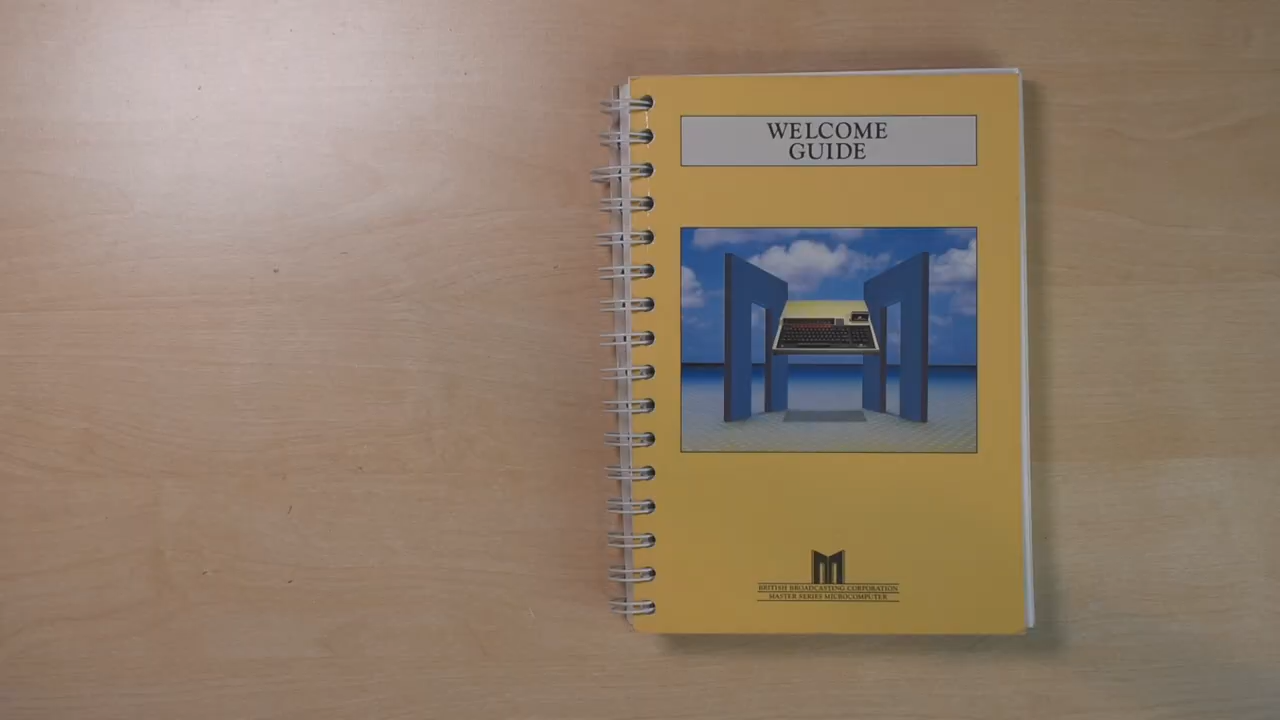 WELCOME
GUIDE
BRITISH BROADCASTING CORPORATION
MASTER SERIES MICROCOMPUTER